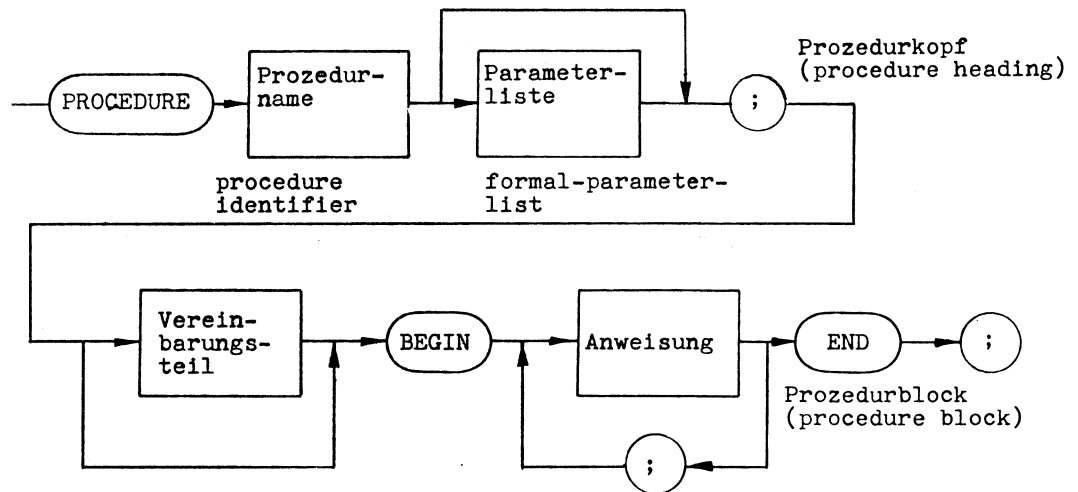 PROCEDURE
Prozedur-
name
procedure
identifier
Parameter-
liste
formal-parameter-
list
;
Prozedurkopf
(procedure heading)
Verein-
barungs-
teil
BEGIN
Anweisung
;
END
;
Prozedurblock
(procedure block)